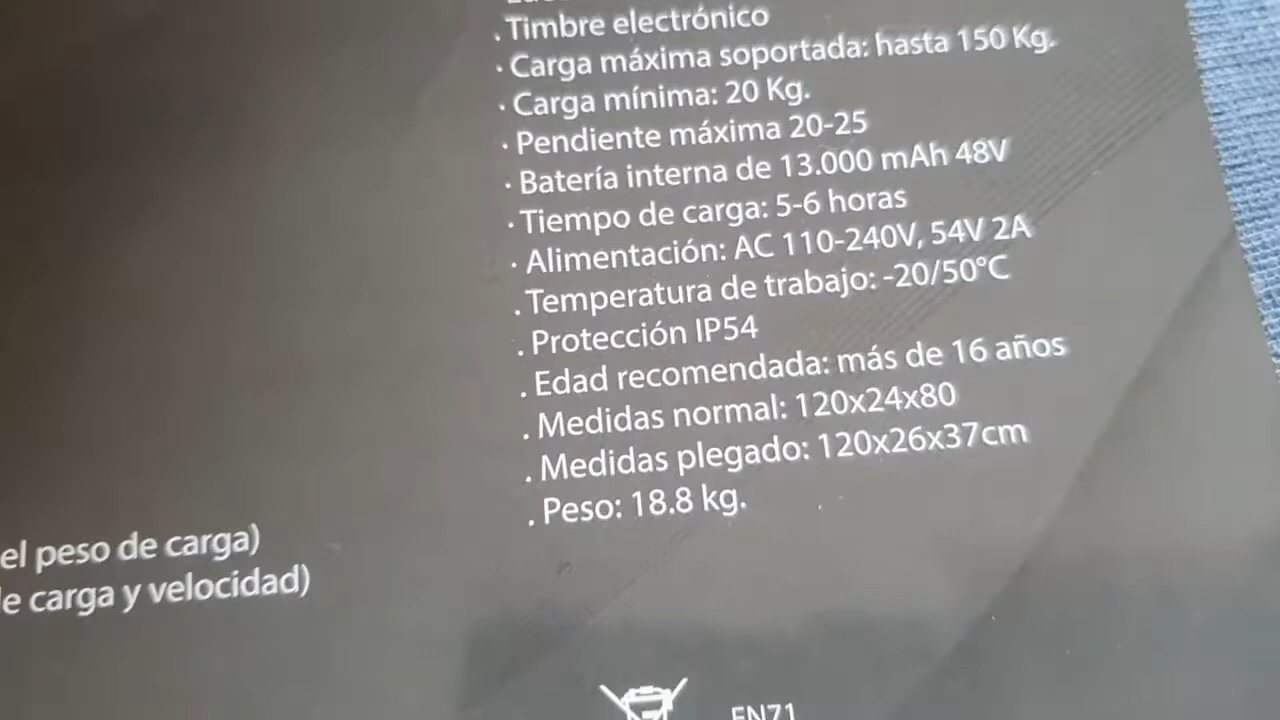 . Timbre electrónico
· Carga máxima soportada: hasta 150 Kg.
· Carga mínima: 20 Kg.
· Pendiente máxima 20-25
· Batería interna de 13.000 mAh 48V
· Tiempo de carga: 5-6 horas
· Alimentación: AC 110-240V, 54V 2A
. Temperatura de trabajo: -20/50°C
. Protección IP54
. Edad recomendada: más de 16 años
. Medidas normal: 120x24x80
. Medidas plegado: 120x26x37cm
. Peso: 18.8 kg.
el peso de carga)
e carga y velocidad)
EN71